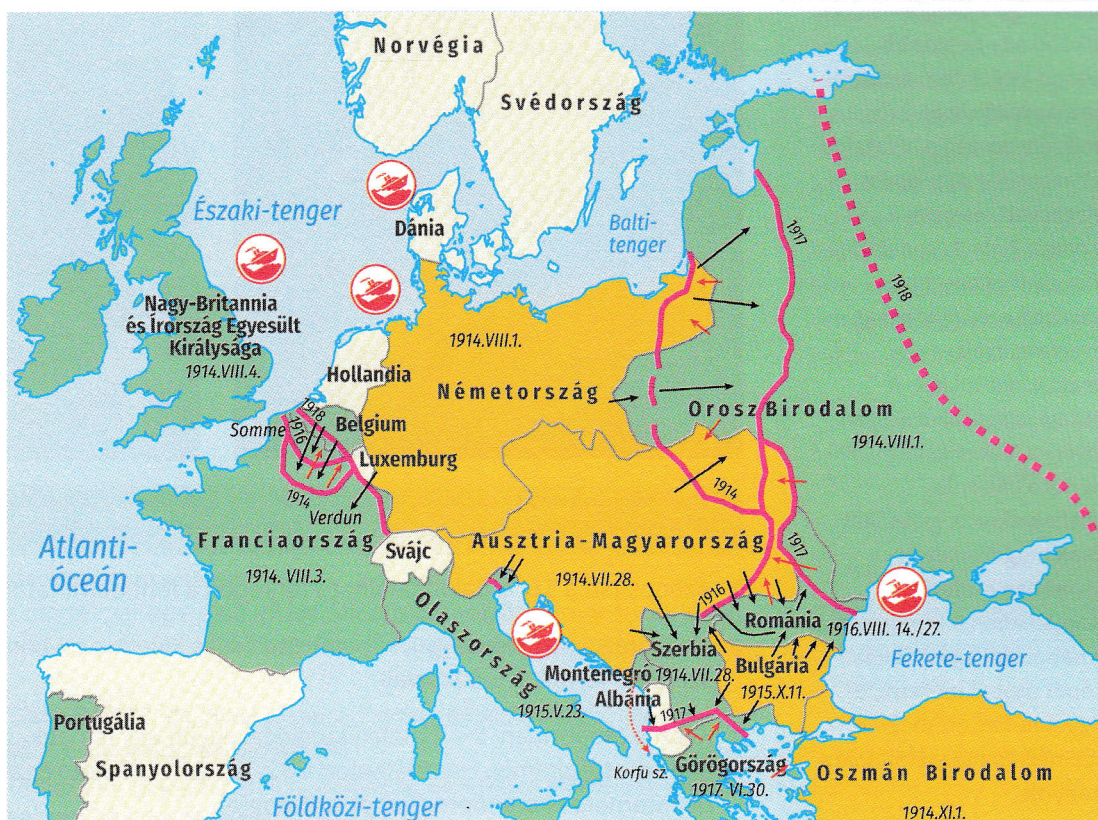 Norvégia
Svédország
Északi-tenger
Dánia
Balti-
tenger
1917
1918
Nagy-Britannia
és Írország Egyesült
Királysága
1914.VIII.4.
1914.VIII.1.
Hollandia
Németország
Orosz Birodalom
1914.VIII.1.
1918
1916
Somme
Belgium
Luxemburg
1914
Verdun
1914
Atlanti-
óceán
Franciaország
1914. VIII.3.
Svájc
Ausztria-Magyarország
1914.VII.28.
1917
1916
Olaszország
1915.V.23.
Románia
1916.VIII. 14./27.
Szerbia
1914.VII.28.
Bulgária
1915.X.11.
Fekete-tenger
Montenegró
Albánia
1917
Portugália
Spanyolország
Korfu sz.
Görögország
1917. VI.30.
Oszmán Birodalom
1914.XI.1.
Földközi-tenger